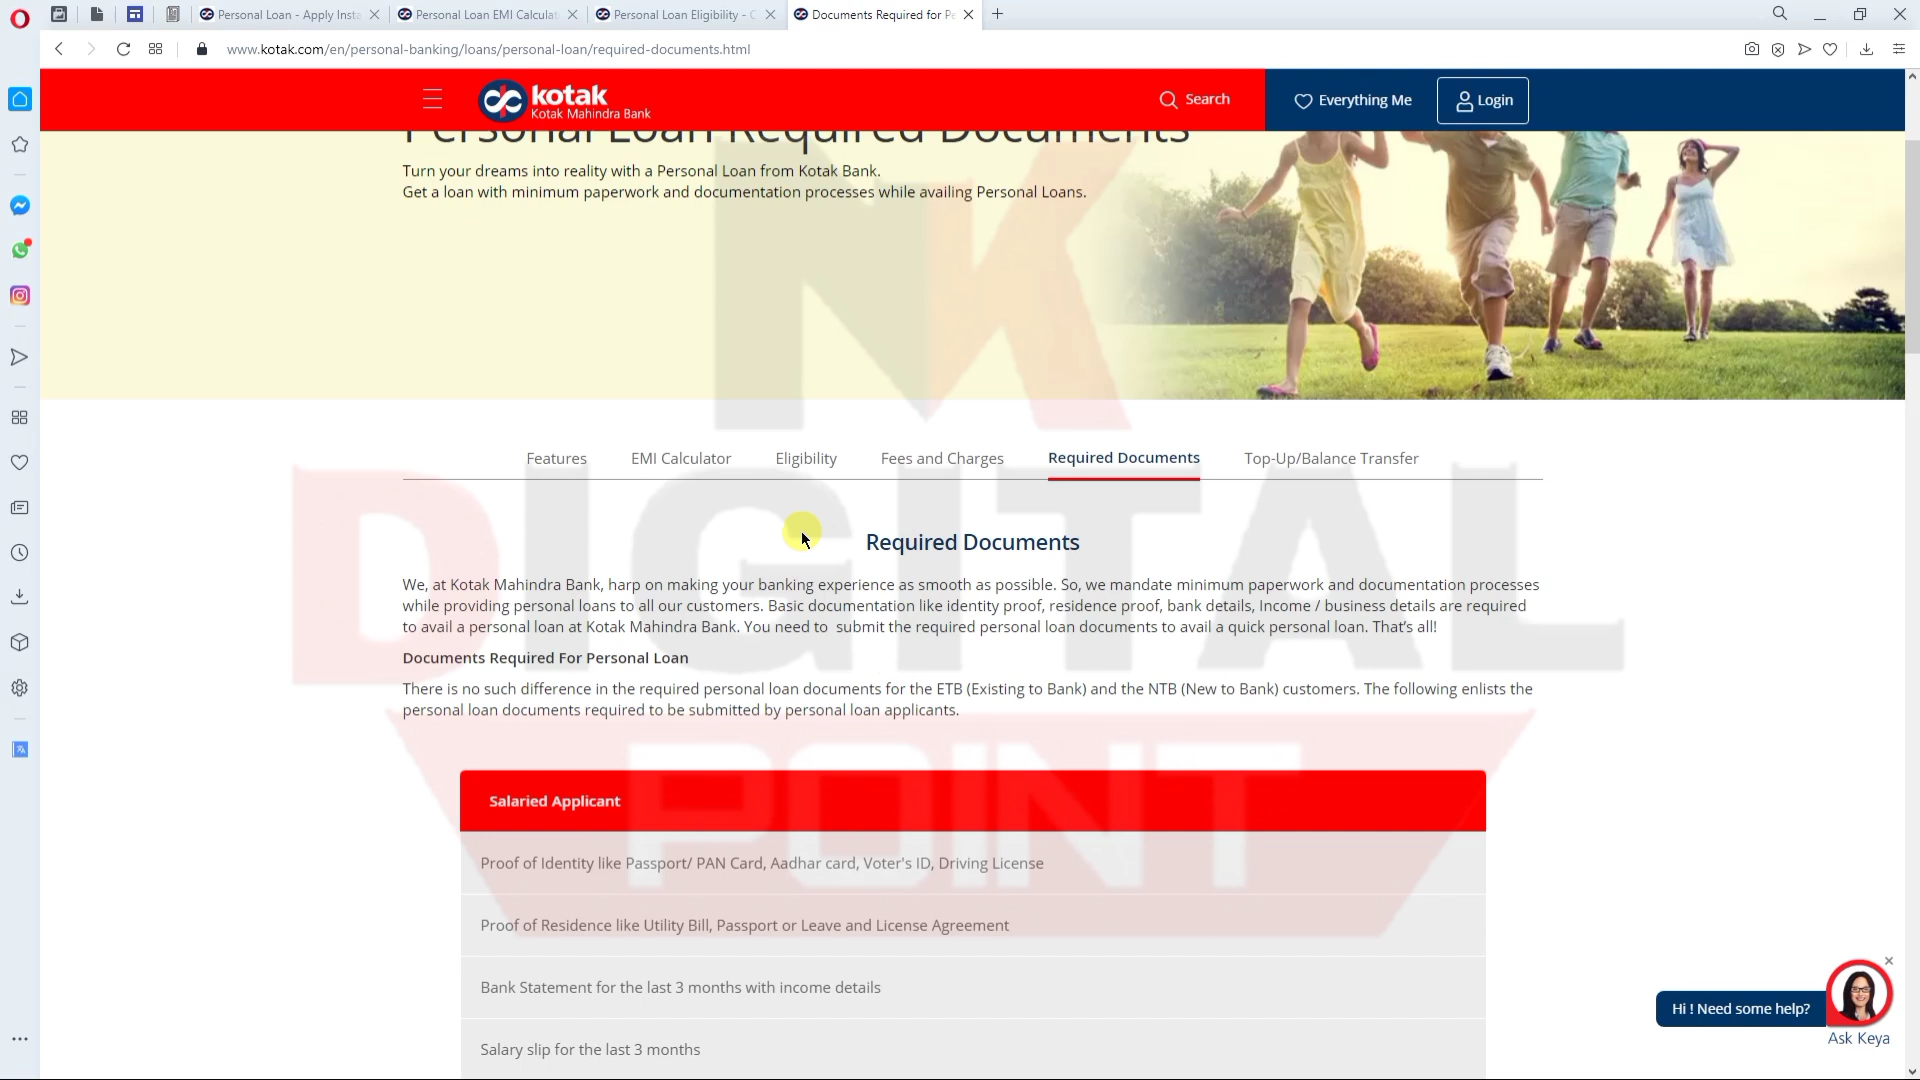 Personal Loan - Apply Insta
Personal Loan EMI Calculat
Personal Loan Eligibility - C
Documents Required for Pe
www.kotak.com/en/personal-banking/loans/personal-loan/required-documents.html
kotak
Kotak Mahindra Bank
Search
Everything Me
Login
Personal Loan Required Documents
Turn your dreams into reality with a Personal Loan from Kotak Bank.
Get a loan with minimum paperwork and documentation processes while availing Personal Loans.
NK
DIGITAL
POINT
Features
EMI Calculator
Eligibility
Fees and Charges
Required Documents
Top-Up/Balance Transfer
Required Documents
We, at Kotak Mahindra Bank, harp on making your banking experience as smooth as possible. So, we mandate minimum paperwork and documentation processes
while providing personal loans to all our customers. Basic documentation like identity proof, residence proof, bank details, Income / business details are required
to avail a personal loan at Kotak Mahindra Bank. You need to submit the required personal loan documents to avail a quick personal loan. That's all!
Documents Required For Personal Loan
There is no such difference in the required personal loan documents for the ETB (Existing to Bank) and the NTB (New to Bank) customers. The following enlists the
personal loan documents required to be submitted by personal loan applicants.
Salaried Applicant
Proof of Identity like Passport/ PAN Card, Aadhar card, Voter's ID, Driving License
Proof of Residence like Utility Bill, Passport or Leave and License Agreement
Bank Statement for the last 3 months with income details
Salary slip for the last 3 months
Hi ! Need some help?
Ask Keya